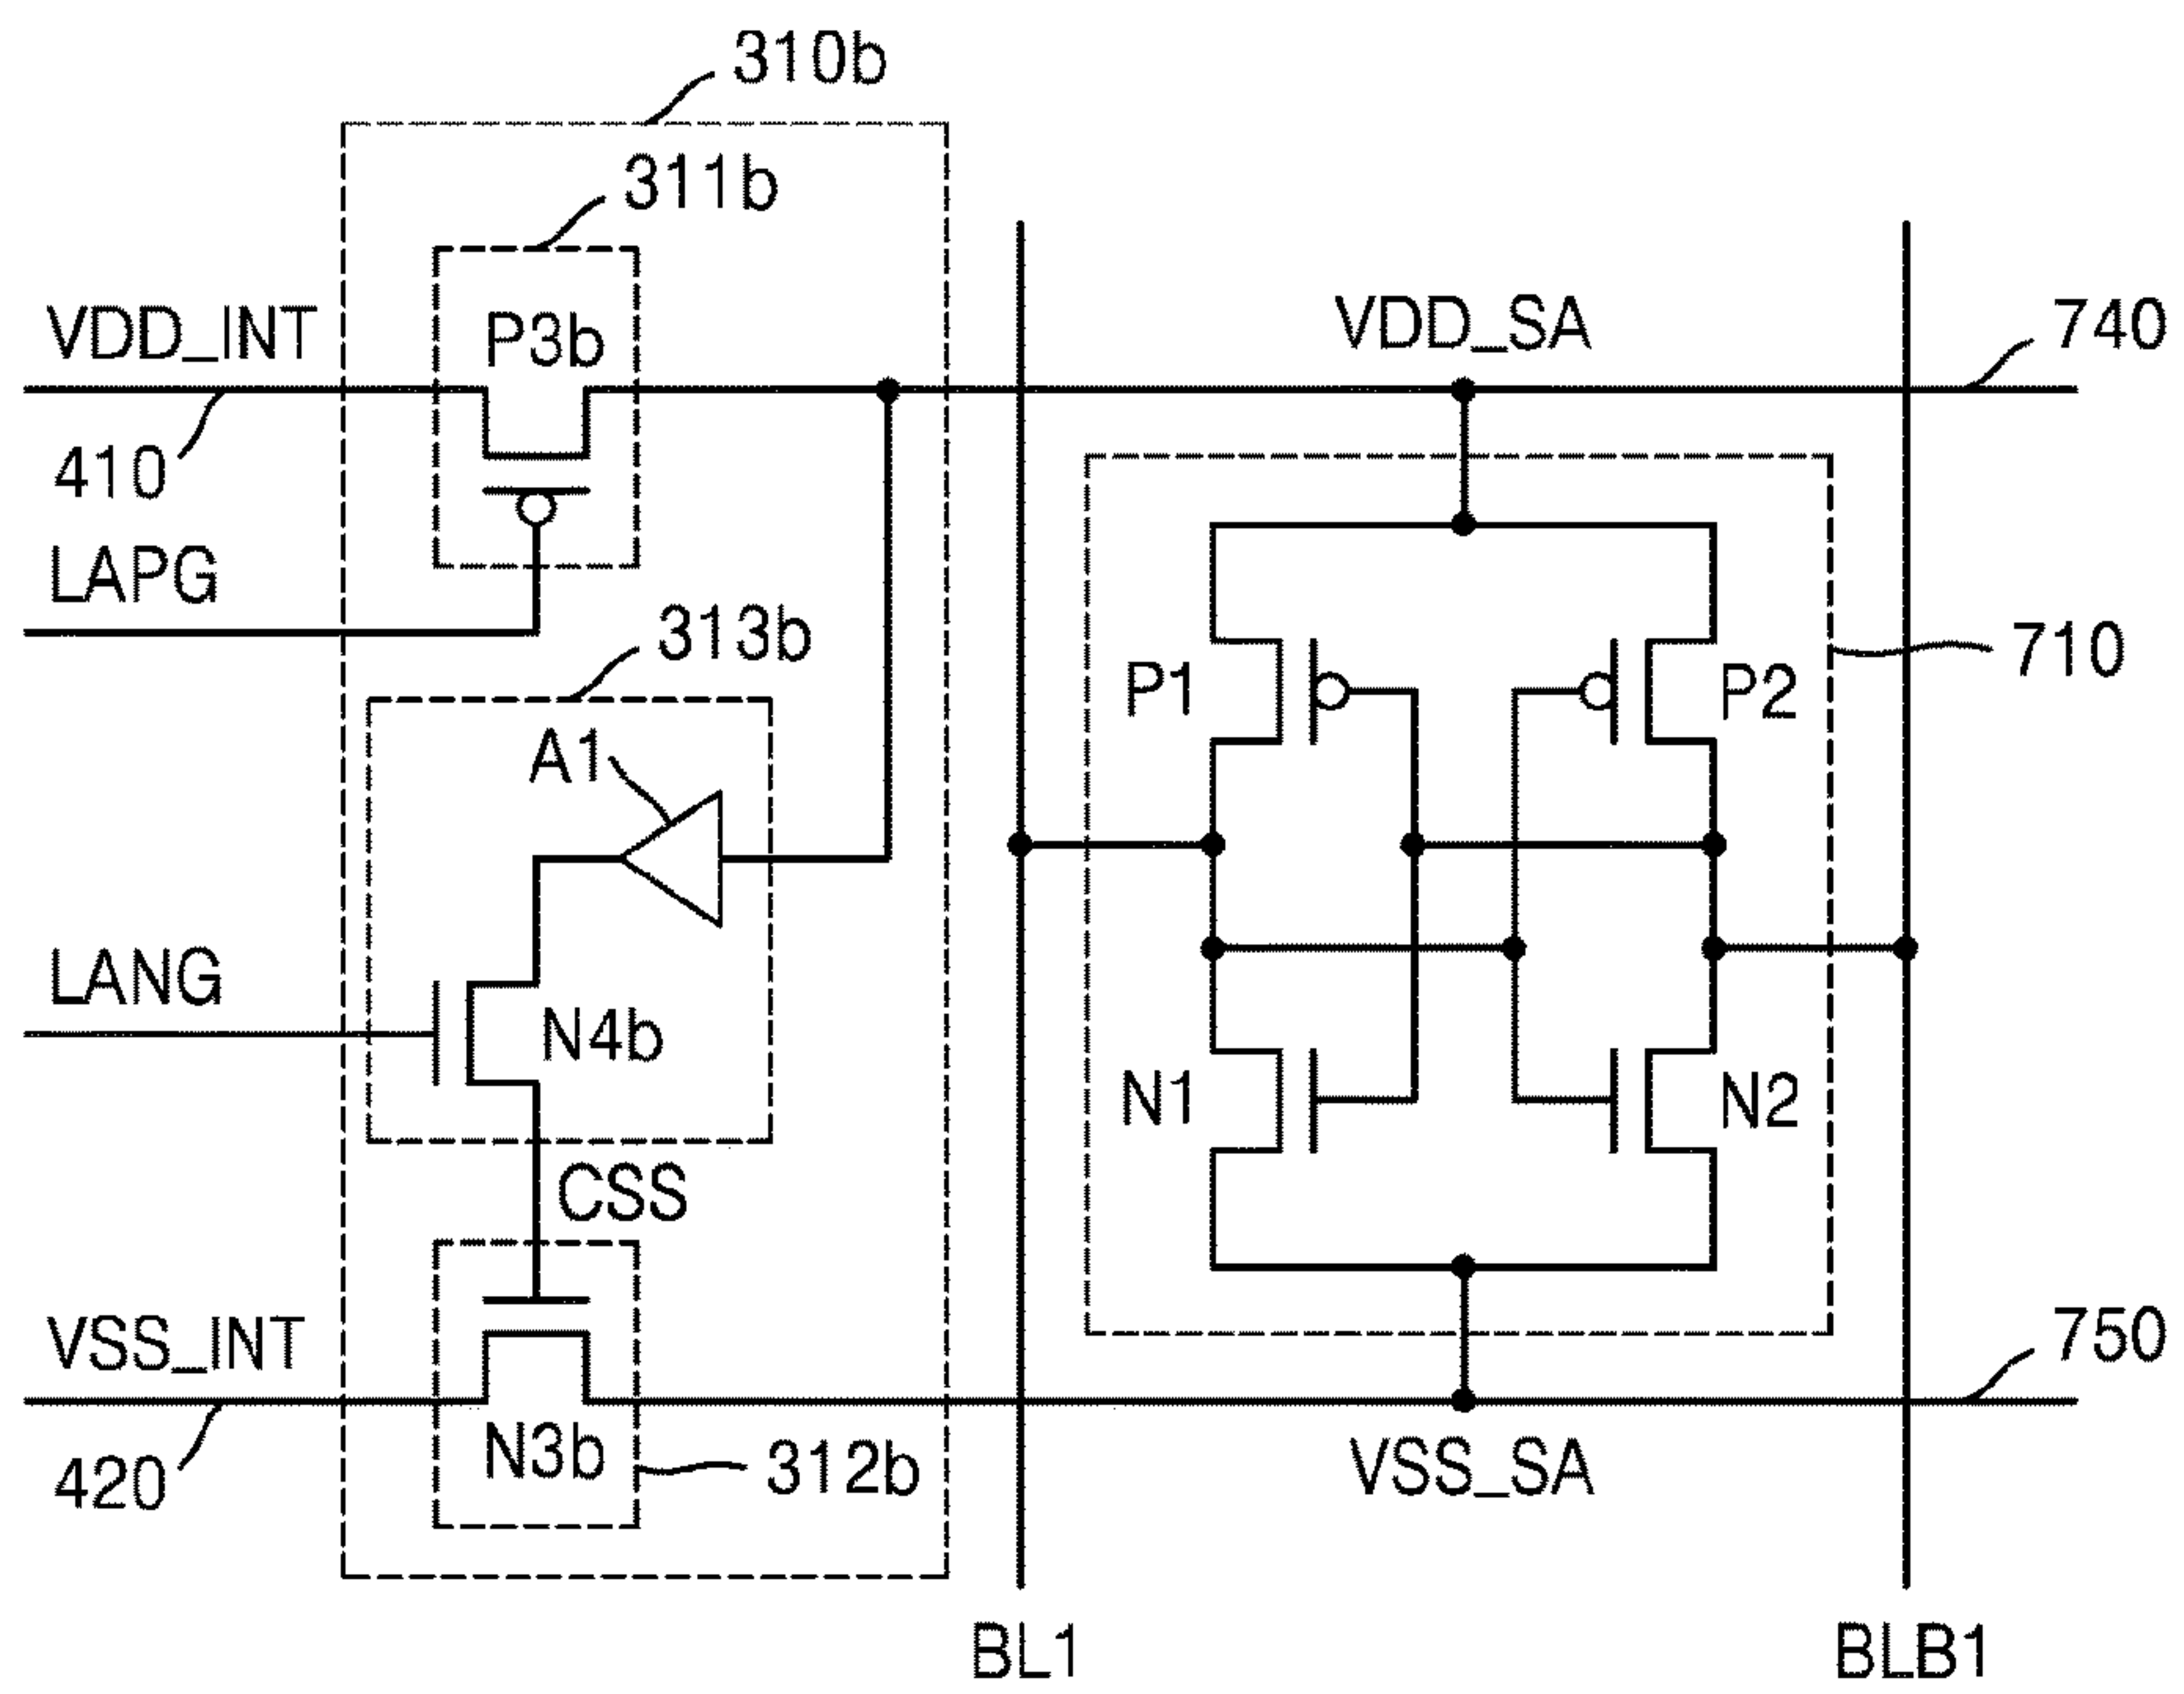 310b
311b
VDD_INT
P3b
VDD_SA
740
410
LAPG
313b
710
P1
P2
A1
LANG
N4b
N1
N2
CSS
VSS_INT
750
N3b
312b
VSS_SA
420
BL1
BLB1